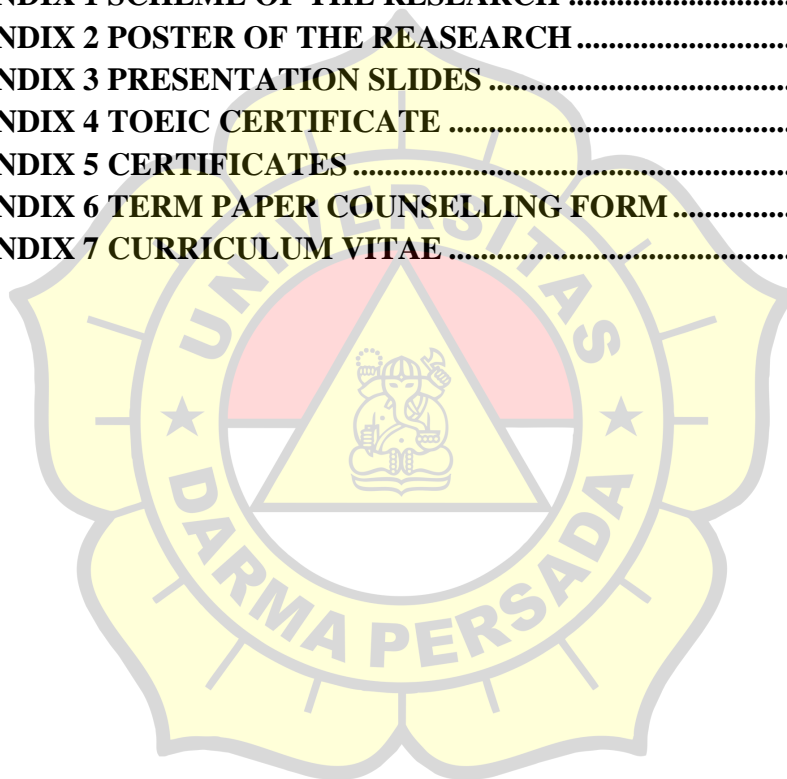 NDIX 1 SCHEME OF THE RESEARCH ..............................
NDIX 2 POSTER OF THE REASEARCH ..............................
NDIX 3 PRESENTATION SLIDES ..........................................
NDIX 4 TOEIC CERTIFICATE ................................................
NDIX 5 CERTIFICATES ...........................................................
NDIX 6 TERM PAPER COUNSELLING FORM .................
NDIX 7 CURRICULUM VITAE ................................................
UNIVERSITAS
DARMA PERSADA